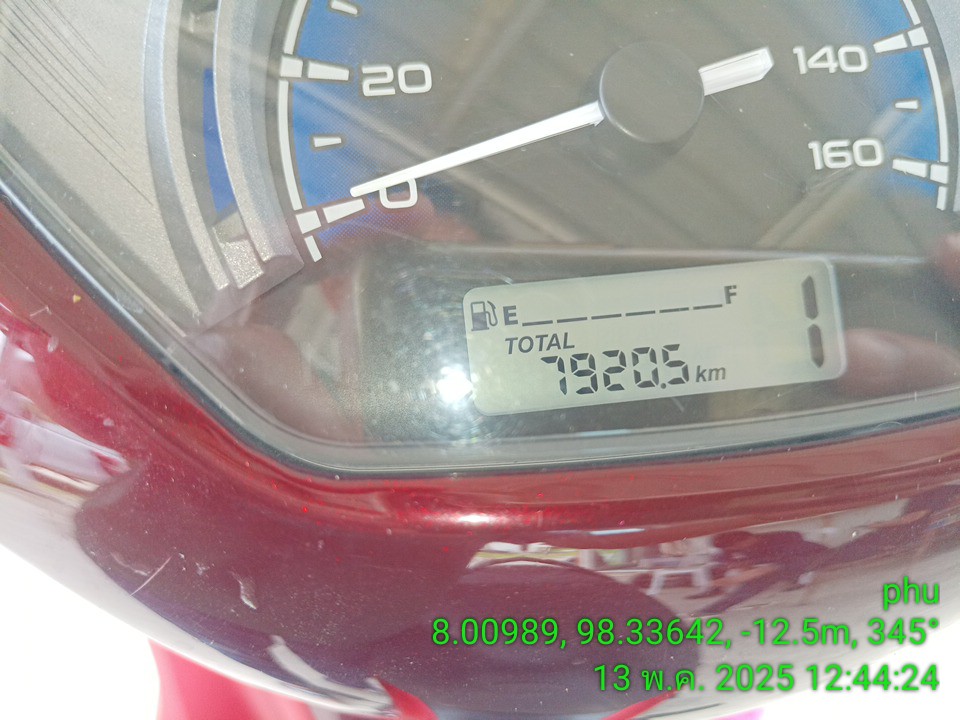 20
0
140
160
E F
1
TOTAL
7920.5 km
phu
8.00989, 98.33642, -12.5m, 345°
13 พ.ค. 2025 12:44:24